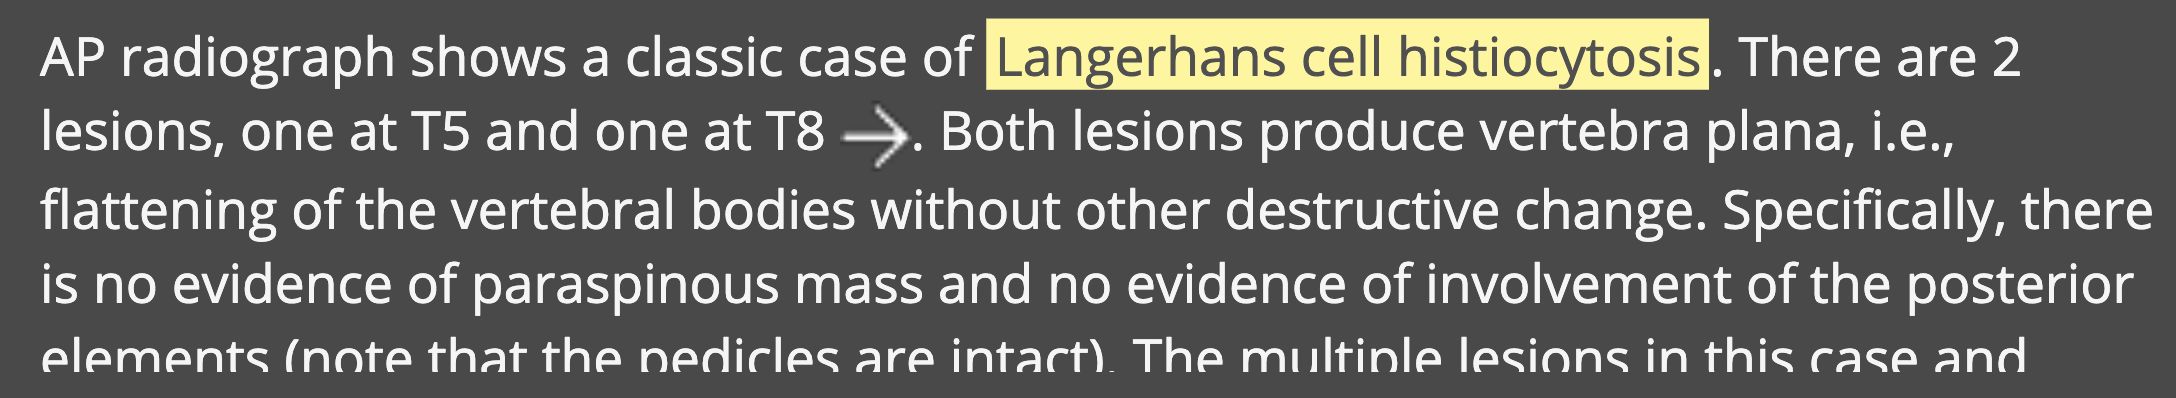 AP radiograph shows a classic case of Langerhans cell histiocytosis. There are 2
lesions, one at T5 and one at T8 →. Both lesions produce vertebra plana, i.e.,
flattening of the vertebral bodies without other destructive change. Specifically, there
is no evidence of paraspinous mass and no evidence of involvement of the posterior
elements (note that the pedicles are intact). The multiple lesions in this case and